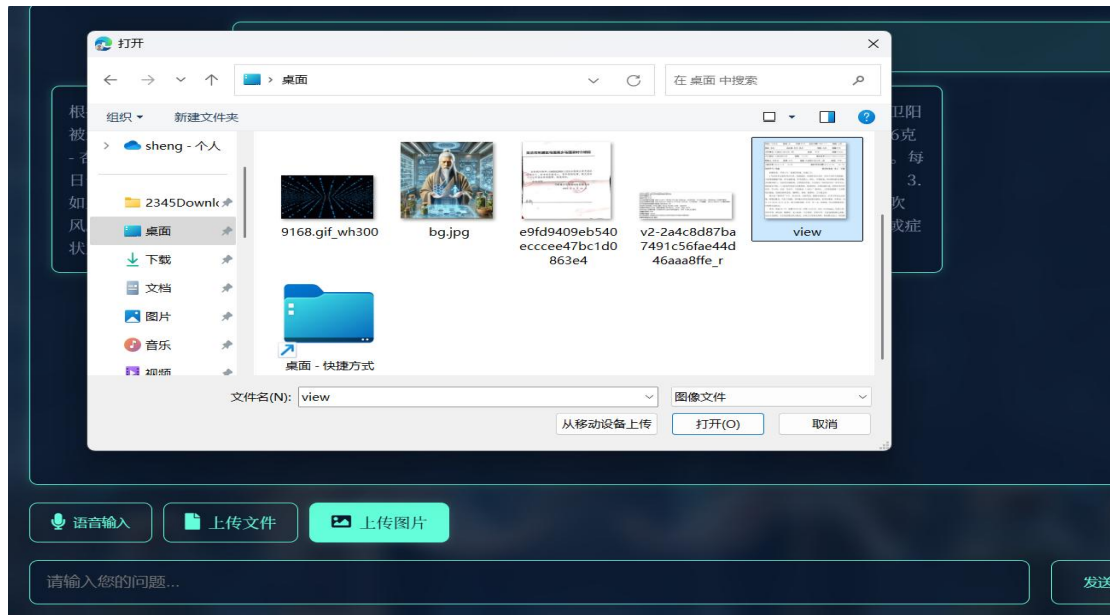 打开
桌面
在 桌面 中搜索
组织
新建文件夹
sheng - 个人
2345Downlc
桌面
下载
文档
图片
音乐
视频
9168.gif_wh300
bg.jpg
e9fd9409eb540
ecccee47bc1d0
863e4
v2-2a4c8d87ba
7491c56fae44d
46aaa8ffe_r
view
桌面 - 快捷方式
文件名(N):
view
图像文件
从移动设备上传
打开(O)
取消
根
卫阳
被
6克
每
日
3.
如
吹
风
或症
状
语音输入
上传文件
上传图片
请输入您的问题...
发送